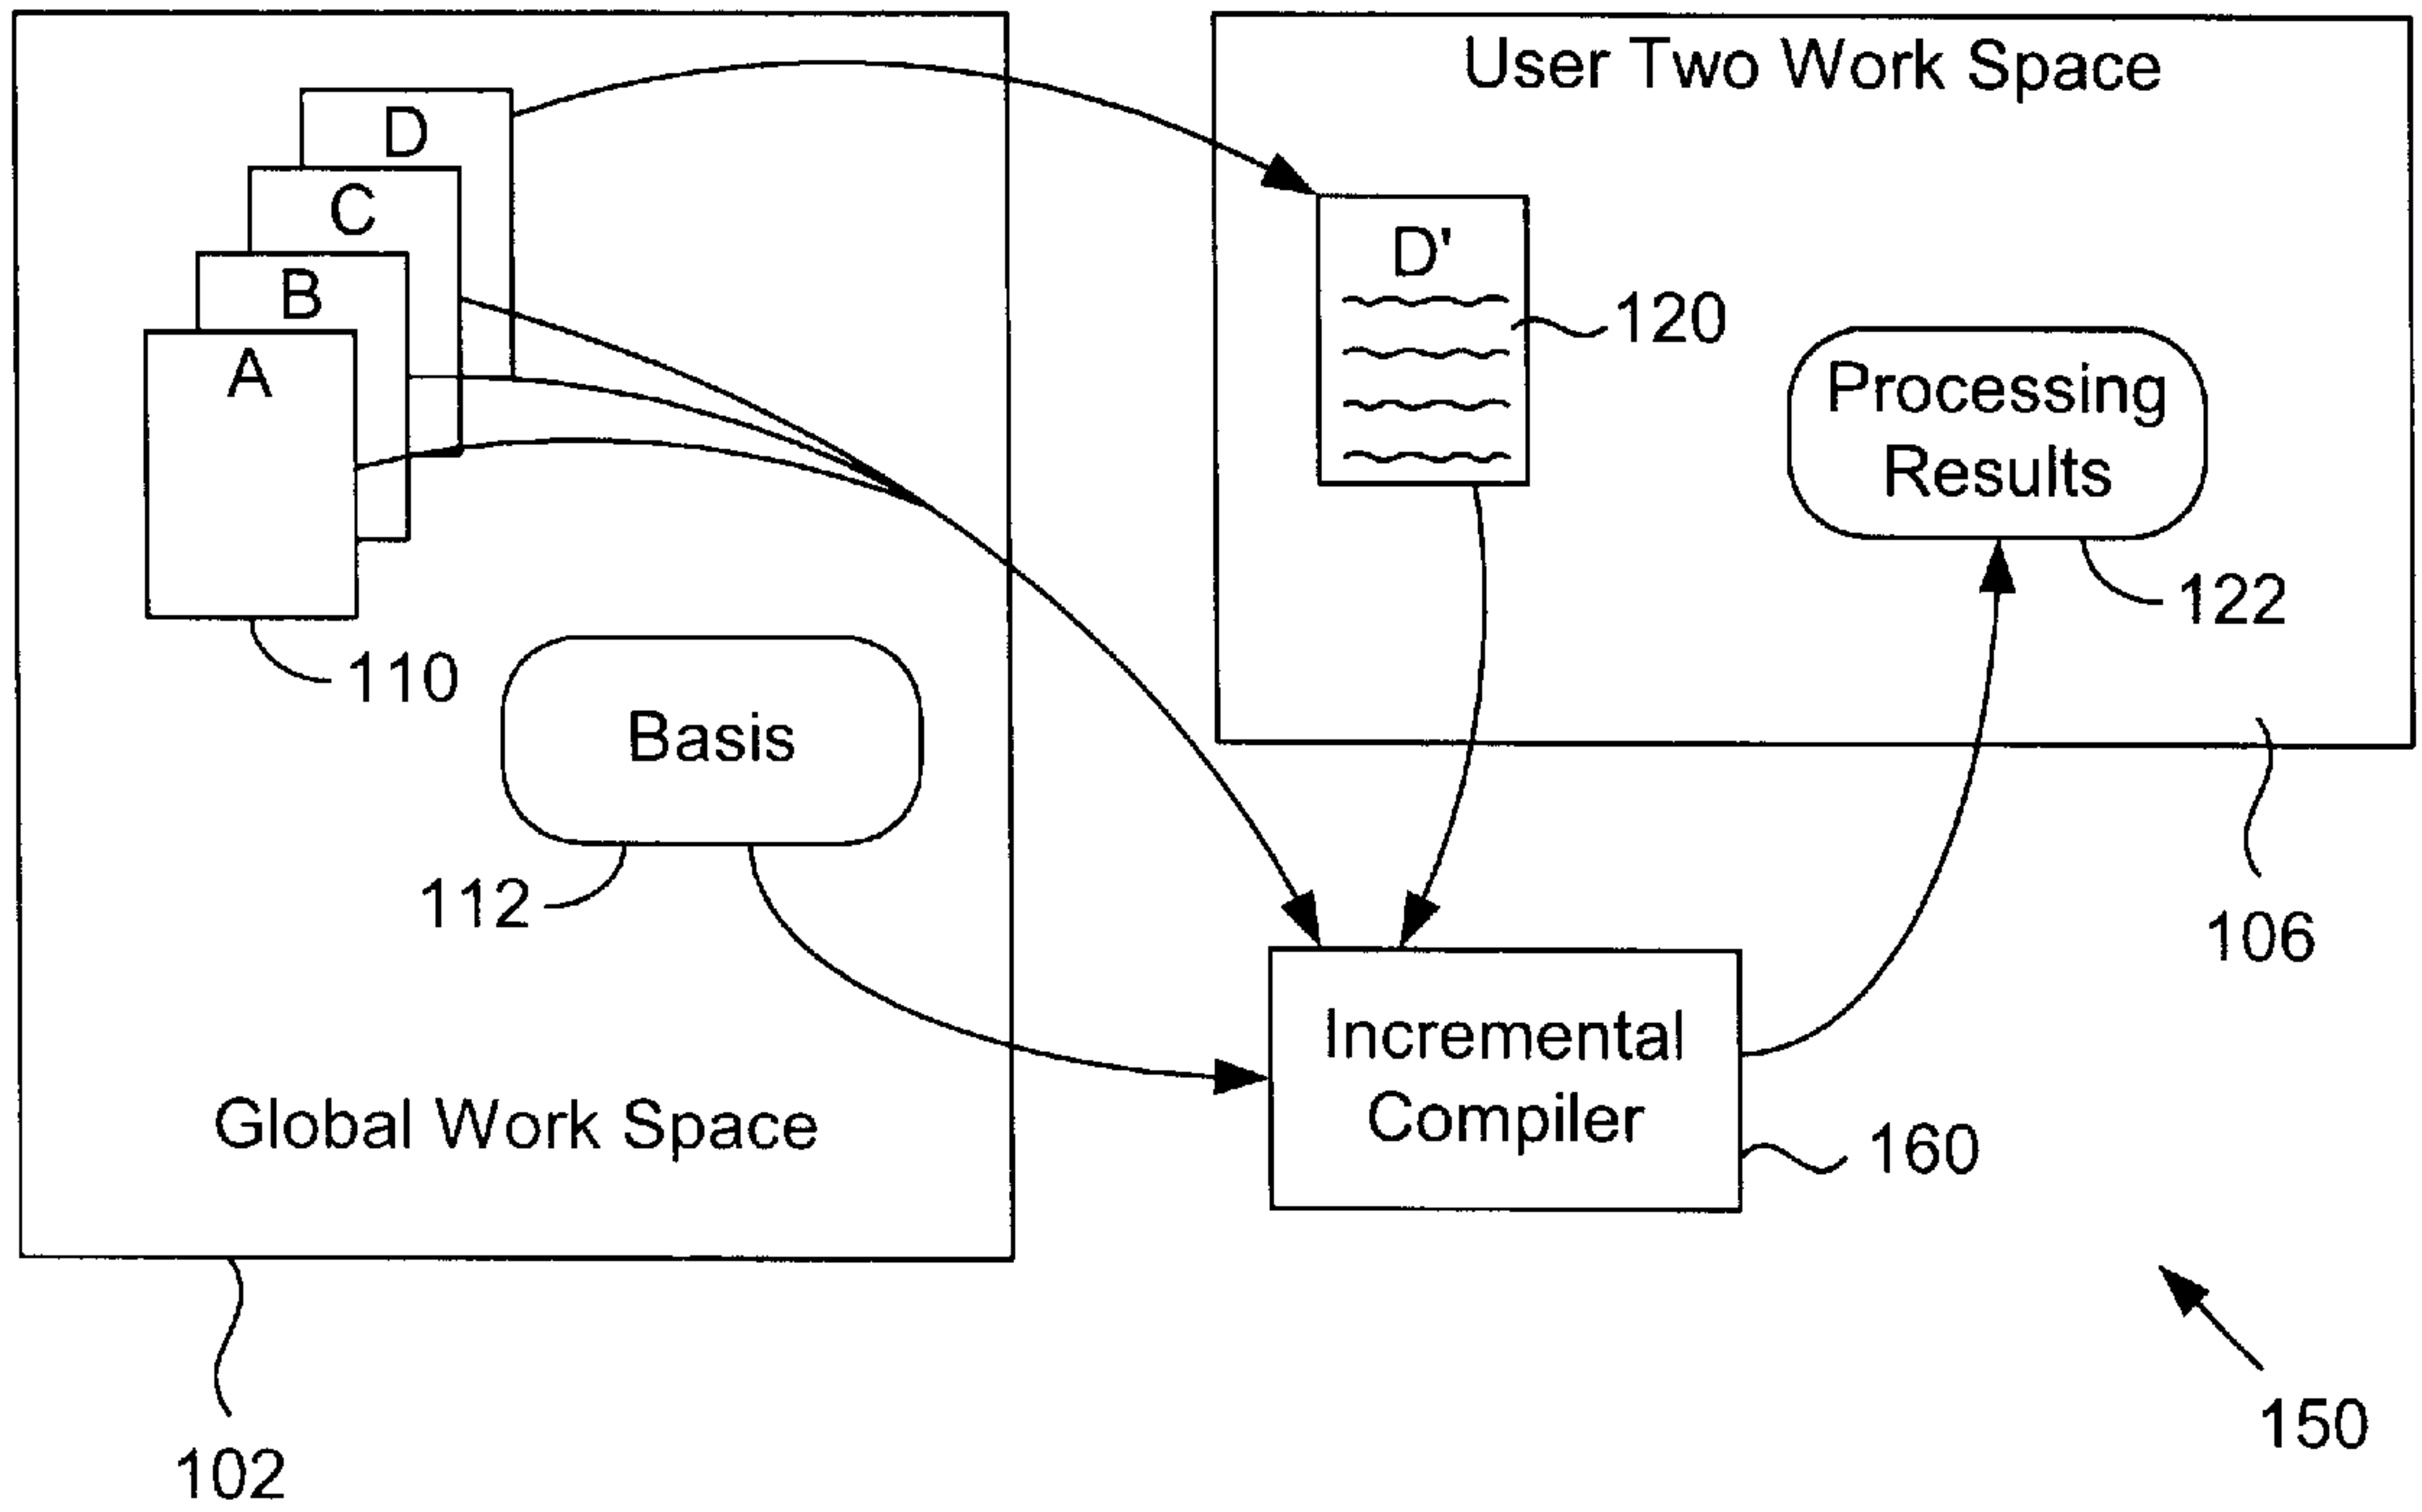 User Two Work Space
D
C
B
A
D'
120
Processing
Results
122
110
Basis
112
106
Incremental
Compiler
160
Global Work Space
150
102